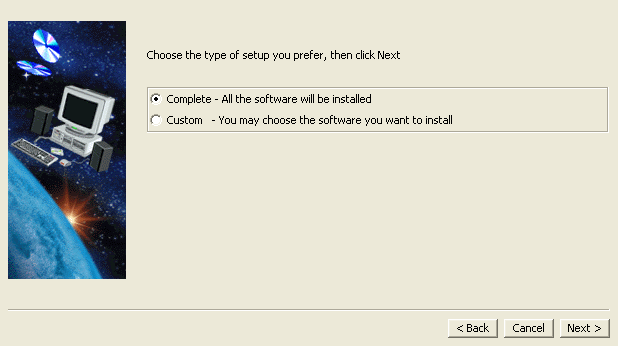 Choose the type of setup you prefer, then click Next
Complete - All the software will be installed
Custom - You may choose the software you want to install
< Back Cancel Next >